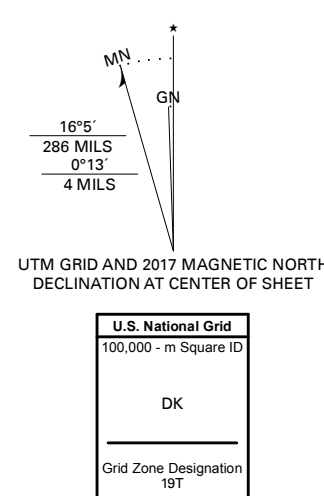 ★
MN
GN
16°5´
286 MILS
0°13´
4 MILS
UTM GRID AND 2017 MAGNETIC NORTH
DECLINATION AT CENTER OF SHEET
U.S. National Grid
100,000 - m Square ID
DK
Grid Zone Designation
19T